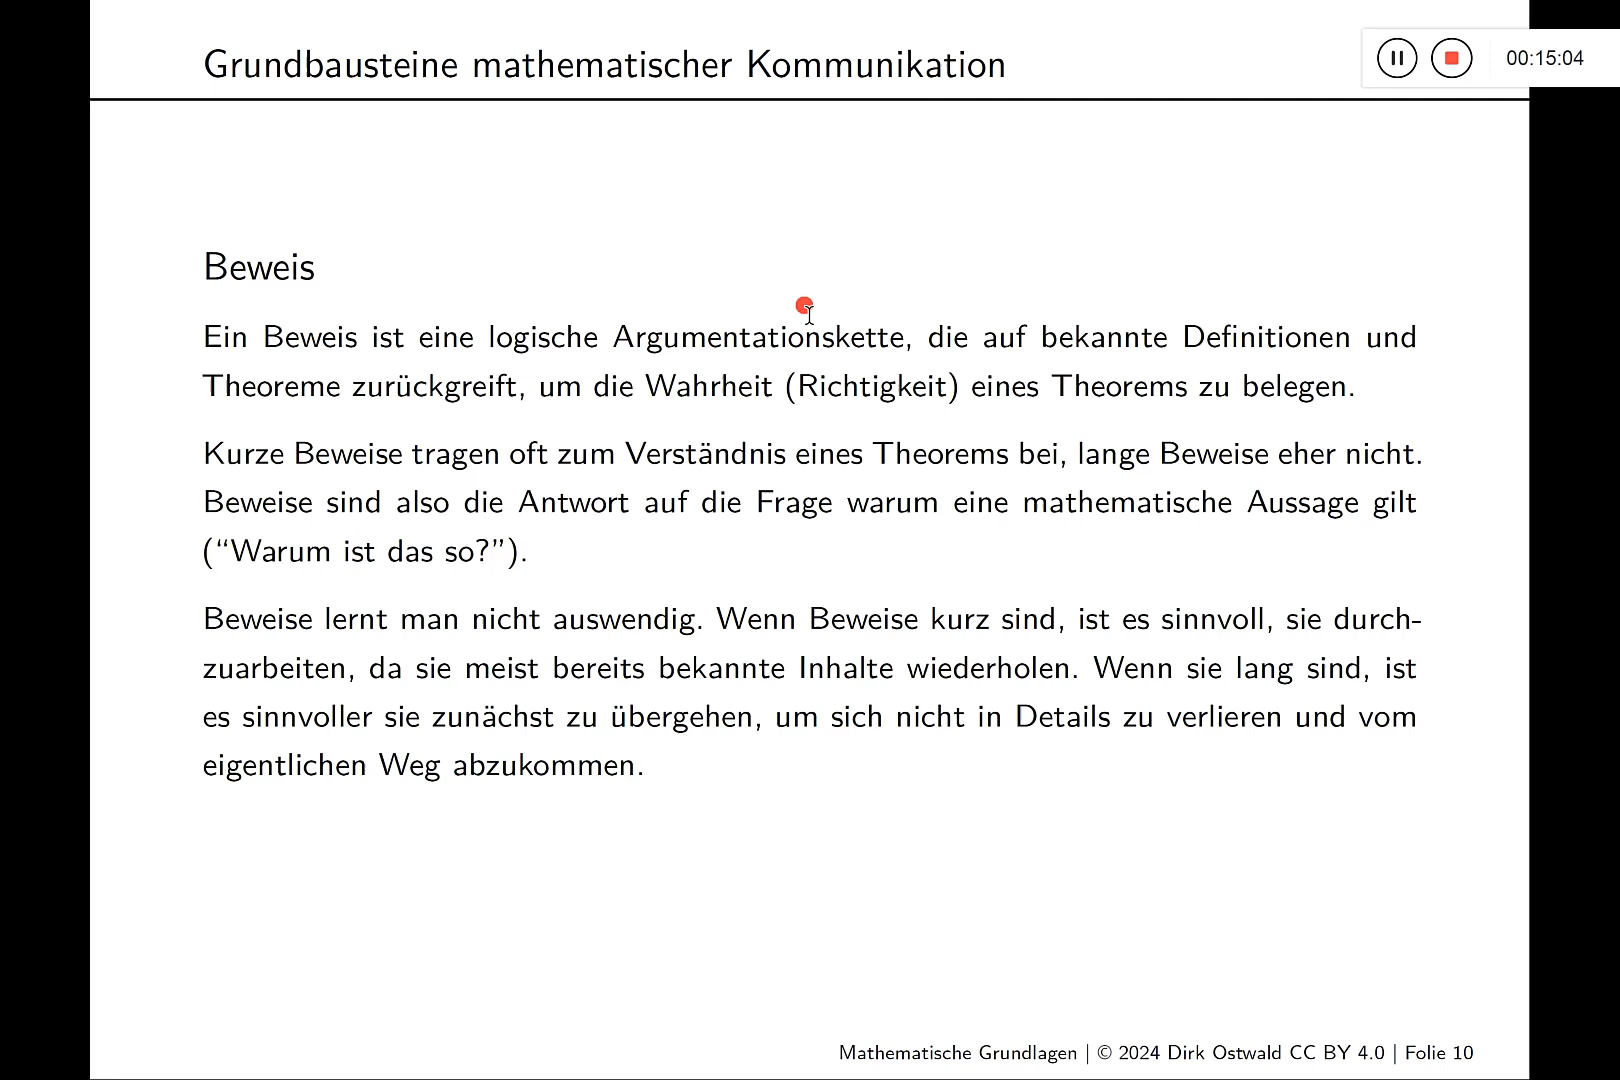 Grundbausteine mathematischer Kommunikation
00:15:04
Beweis
Ein Beweis ist eine logische Argumentationskette, die auf bekannte Definitionen und
Theoreme zurückgreift, um die Wahrheit (Richtigkeit) eines Theorems zu belegen.
Kurze Beweise tragen oft zum Verständnis eines Theorems bei, lange Beweise eher nicht.
Beweise sind also die Antwort auf die Frage warum eine mathematische Aussage gilt
(“Warum ist das so?”).
Beweise lernt man nicht auswendig. Wenn Beweise kurz sind, ist es sinnvoll, sie durch-
zuarbeiten, da sie meist bereits bekannte Inhalte wiederholen. Wenn sie lang sind, ist
es sinnvoller sie zunächst zu übergehen, um sich nicht in Details zu verlieren und vom
eigentlichen Weg abzukommen.
Mathematische Grundlagen | © 2024 Dirk Ostwald CC BY 4.0 | Folie 10